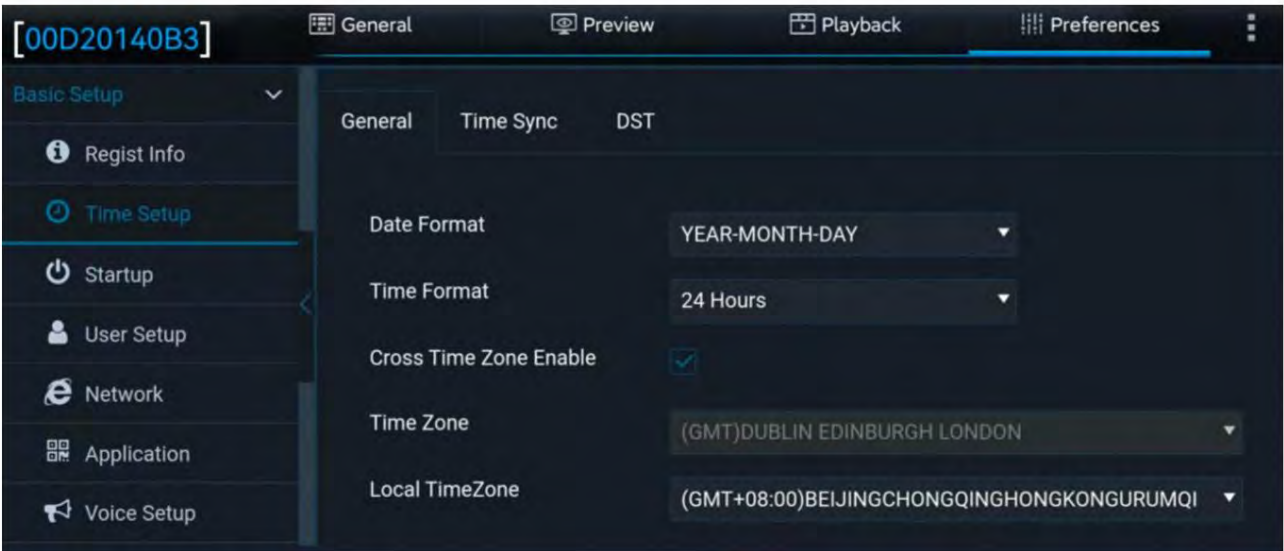 [00D20140B3]
General
Preview
Playback
Preferences
Basic Setup
Regist Info
Time Setup
Startup
User Setup
Network
Application
Voice Setup
General
Time Sync
DST
Date Format
YEAR-MONTH-DAY
Time Format
24 Hours
Cross Time Zone Enable
Time Zone
(GMT)DUBLIN EDINBURGH LONDON
Local TimeZone
(GMT+08:00)BEIJINGCHONGQINGHONGKONGURUMQI